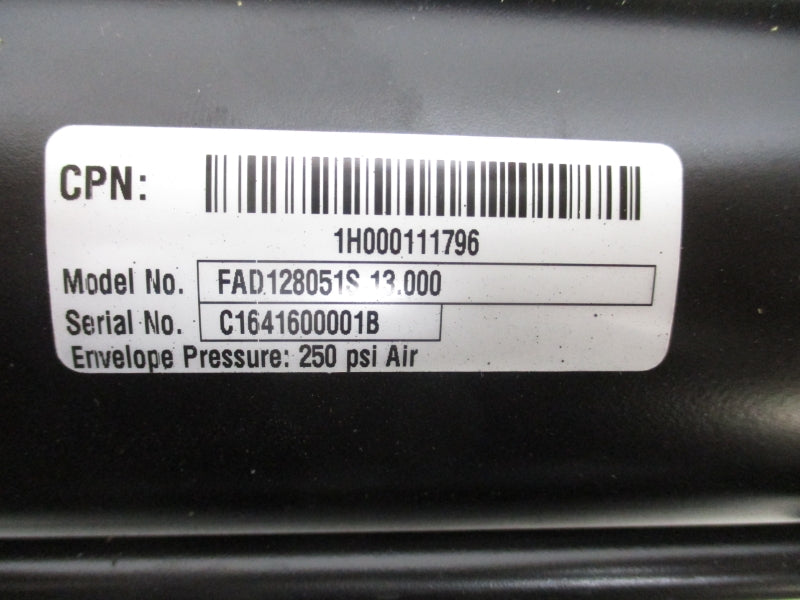 CPN:
1H000111796
Model No. FAD128051S 13.000
Serial No. C1641600001B
Envelope Pressure: 250 psi Air